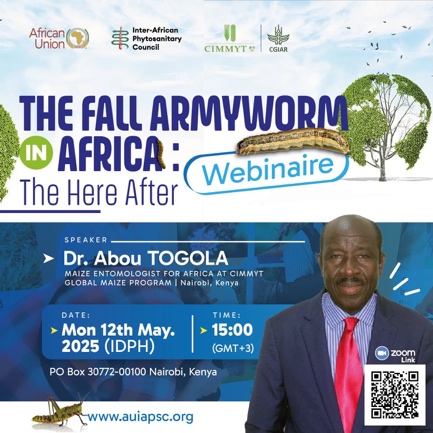 African
Union
Inter-African
Phytosanitary
Council
CIMMYT
CGIAR
THE FALL ARMYWORM
IN AFRICA :
The Here After
Webinaire
SPEAKER
Dr. Abou TOGOLA
MAIZE ENTOMOLOGIST FOR AFRICA AT CIMMYT
GLOBAL MAIZE PROGRAM | Nairobi, Kenya
DATE:
Mon 12th May.
2025 (IDPH)
TIME:
15:00
(GMT+3)
PO Box 30772-00100 Nairobi, Kenya
zoom
Link
www.auiapsc.org